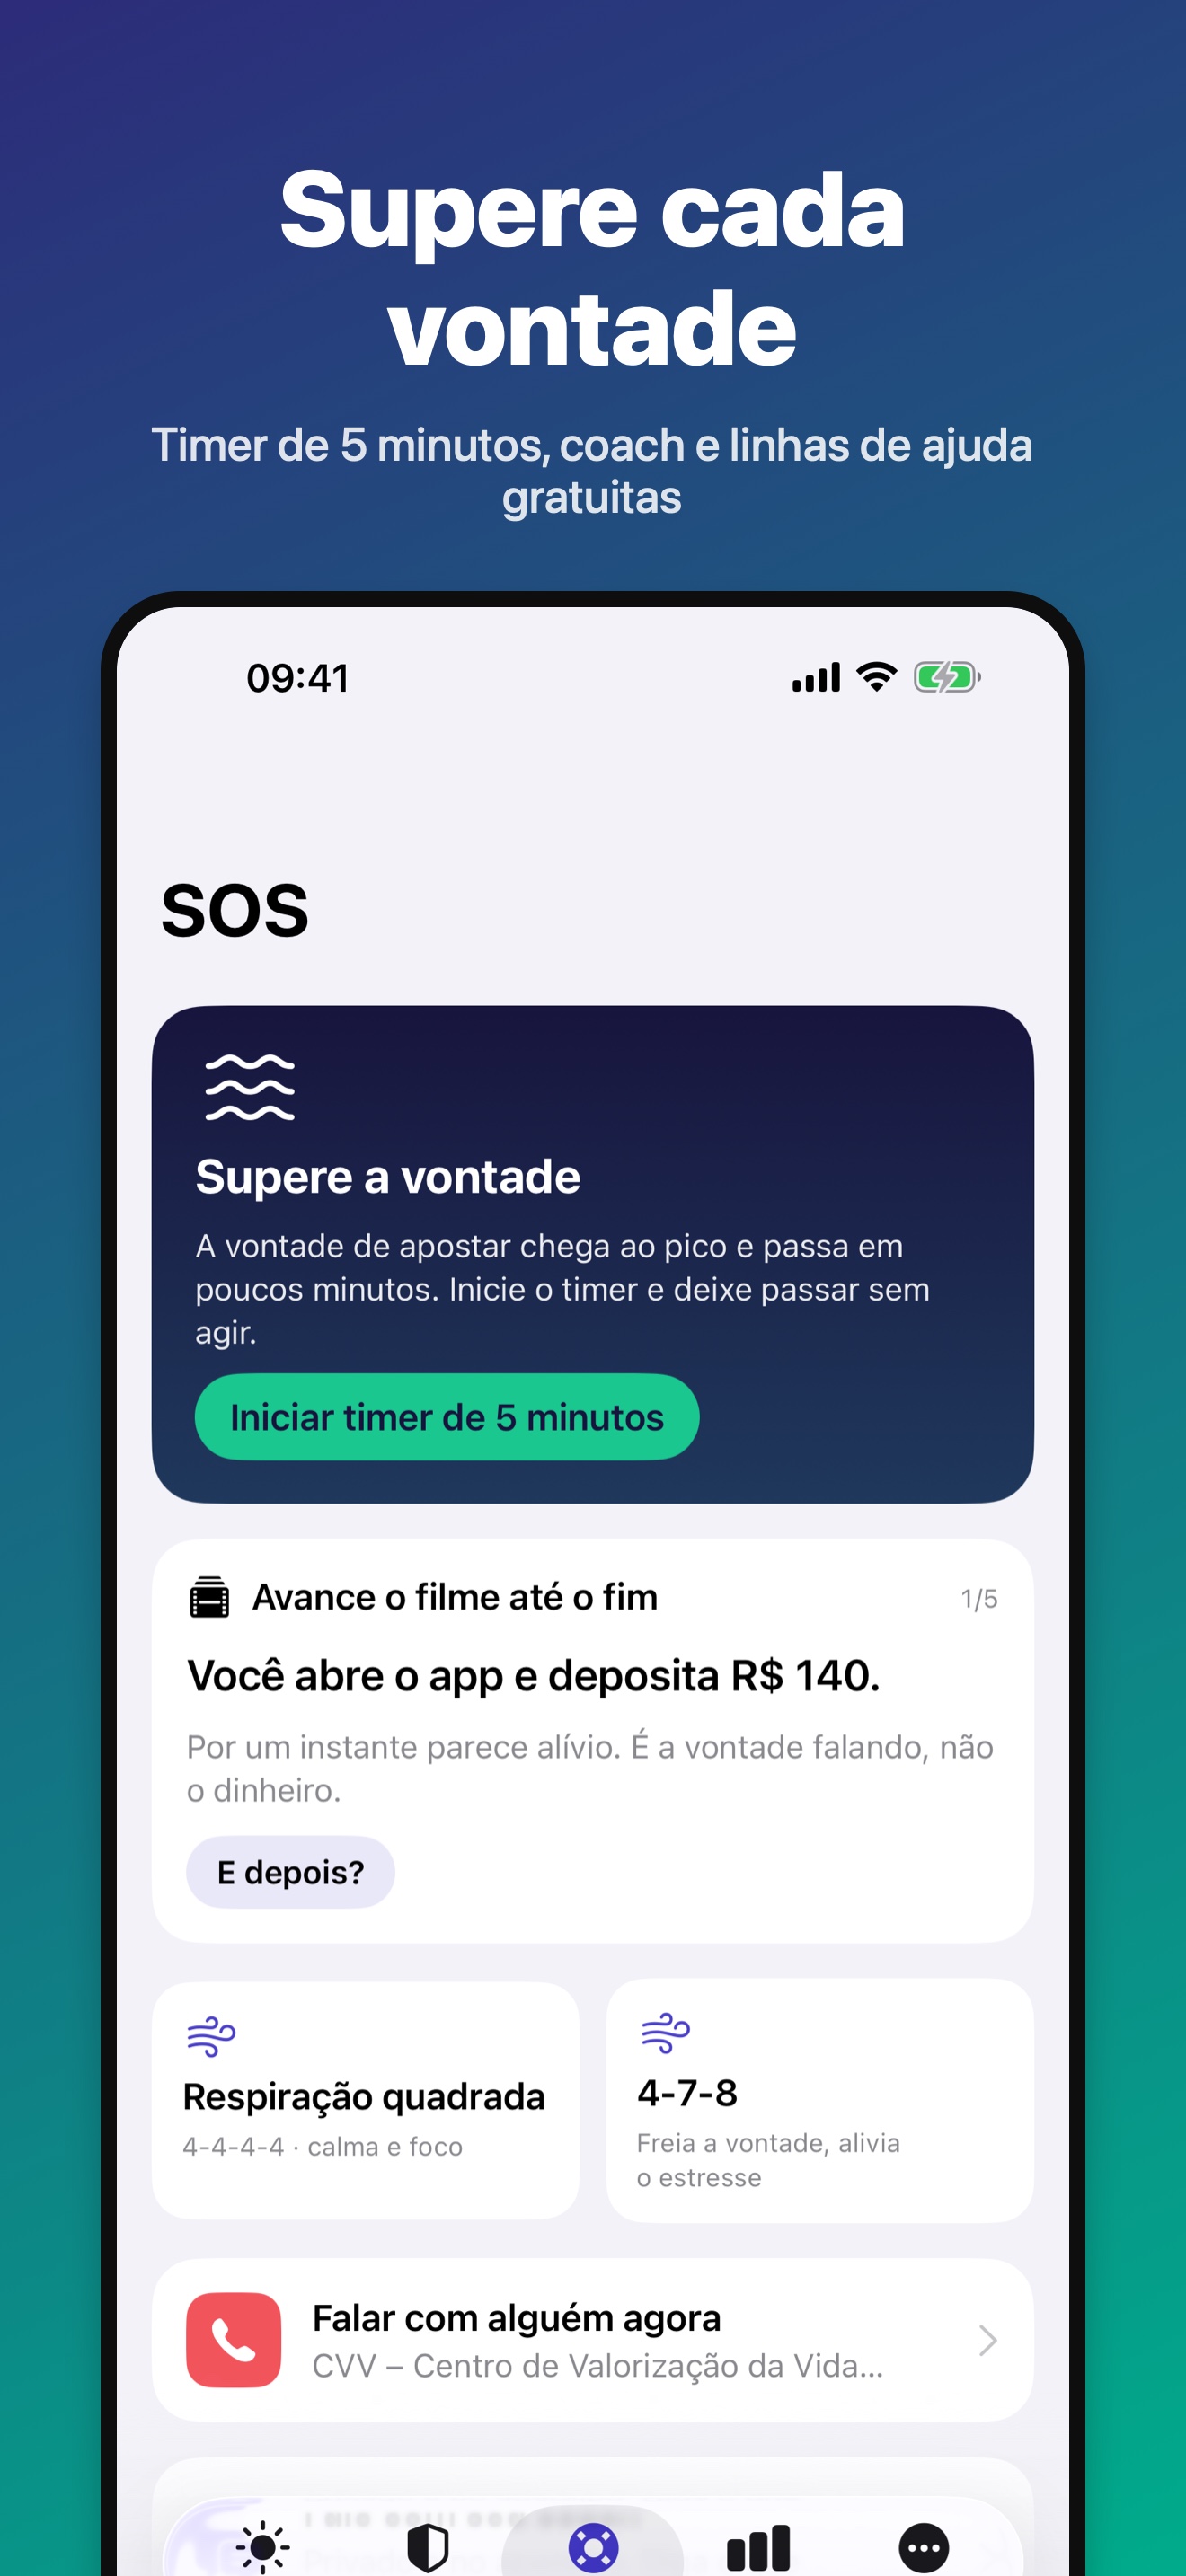 Supere cada
vontade
Timer de 5 minutos, coach e linhas de ajuda
gratuitas
09:41
SOS
Supere a vontade
A vontade de apostar chega ao pico e passa em
poucos minutos. Inicie o timer e deixe passar sem
agir.
Iniciar timer de 5 minutos
Avance o filme até o fim
1/5
Você abre o app e deposita R$ 140.
Por um instante parece alívio. É a vontade falando, não
o dinheiro.
E depois?
Respiração quadrada
4-4-4-4 · calma e foco
4-7-8
Freia a vontade, alivia
o estresse
Falar com alguém agora
CVV – Centro de Valorização da Vida...